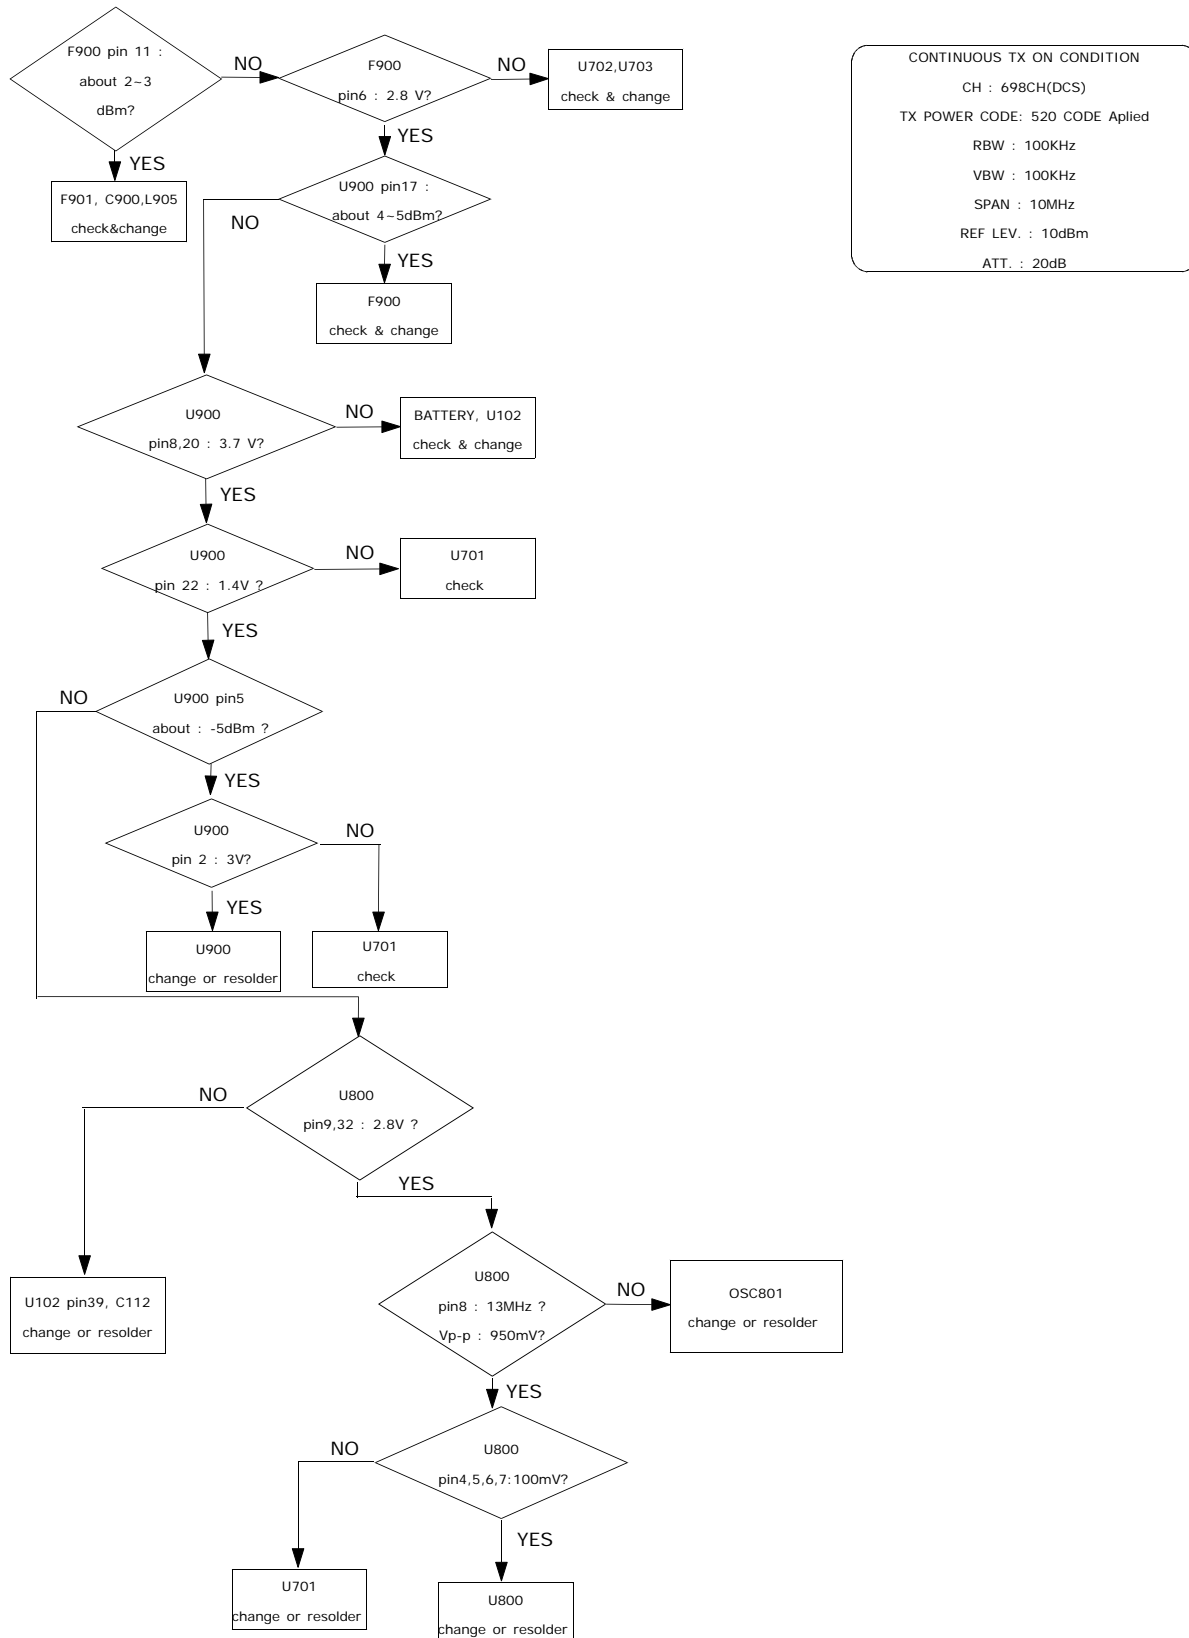 F900 pin 11 :
about 2~3
dBm?
NO
F900
pin6 : 2.8 V?
NO
U702,U703
check & change
YES
F901, C900,L905
check&change
YES
U900 pin17 :
about 4~5dBm?
NO
YES
F900
check & change
CONTINUOUS TX ON CONDITION
CH : 698CH(DCS)
TX POWER CODE: 520 CODE Aplied
RBW : 100KHz
VBW : 100KHz
SPAN : 10MHz
REF LEV. : 10dBm
ATT. : 20dB
U900
pin8,20 : 3.7 V?
NO
BATTERY, U102
check & change
YES
U900
pin 22 : 1.4V ?
NO
U701
check
YES
U900 pin5
about : -5dBm ?
NO
YES
U900
pin 2 : 3V?
NO
YES
U900
change or resolder
U701
check
U800
pin9,32 : 2.8V ?
NO
YES
U102 pin39, C112
change or resolder
U800
pin8 : 13MHz ?
Vp-p : 950mV?
NO
OSC801
change or resolder
YES
U800
pin4,5,6,7:100mV?
NO
YES
U701
change or resolder
U800
change or resolder